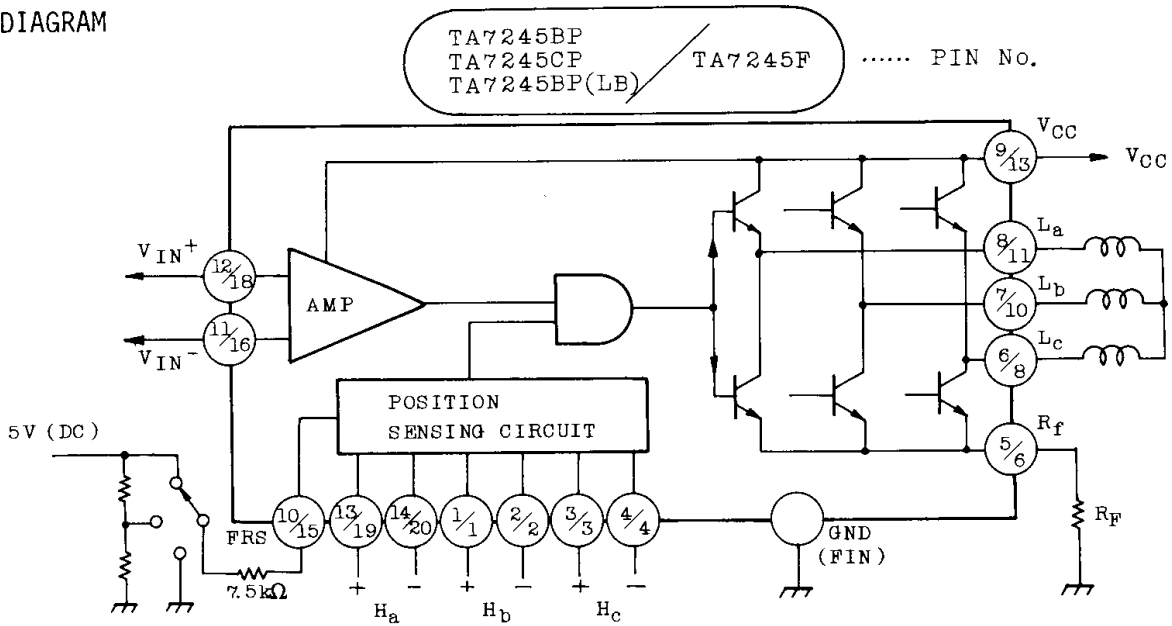 DIAGRAM
TA7245BP
TA7245CP
TA7245BP(LB)
TA7245F
...... PIN No.
VCC
9/13
VCC
VIN+
12/18
AMP
La
8/11
Lb
7/10
11/16
VIN-
Lc
6/8
POSITION
SENSING CIRCUIT
5V (DC)
Rf
5/6
FRS
10/15
13/19
14/20
1/1
2/2
3/3
4/4
GND
(FIN)
RF
7.5kΩ
+ - + - + -
Ha Hb Hc